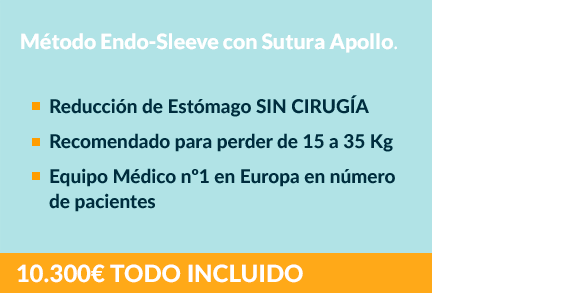 Método Endo-Sleeve con Sutura Apollo.
Reducción de Estómago SIN CIRUGÍA
Recomendado para perder de 15 a 35 Kg
Equipo Médico nº1 en Europa en número
de pacientes
10.300€ TODO INCLUIDO